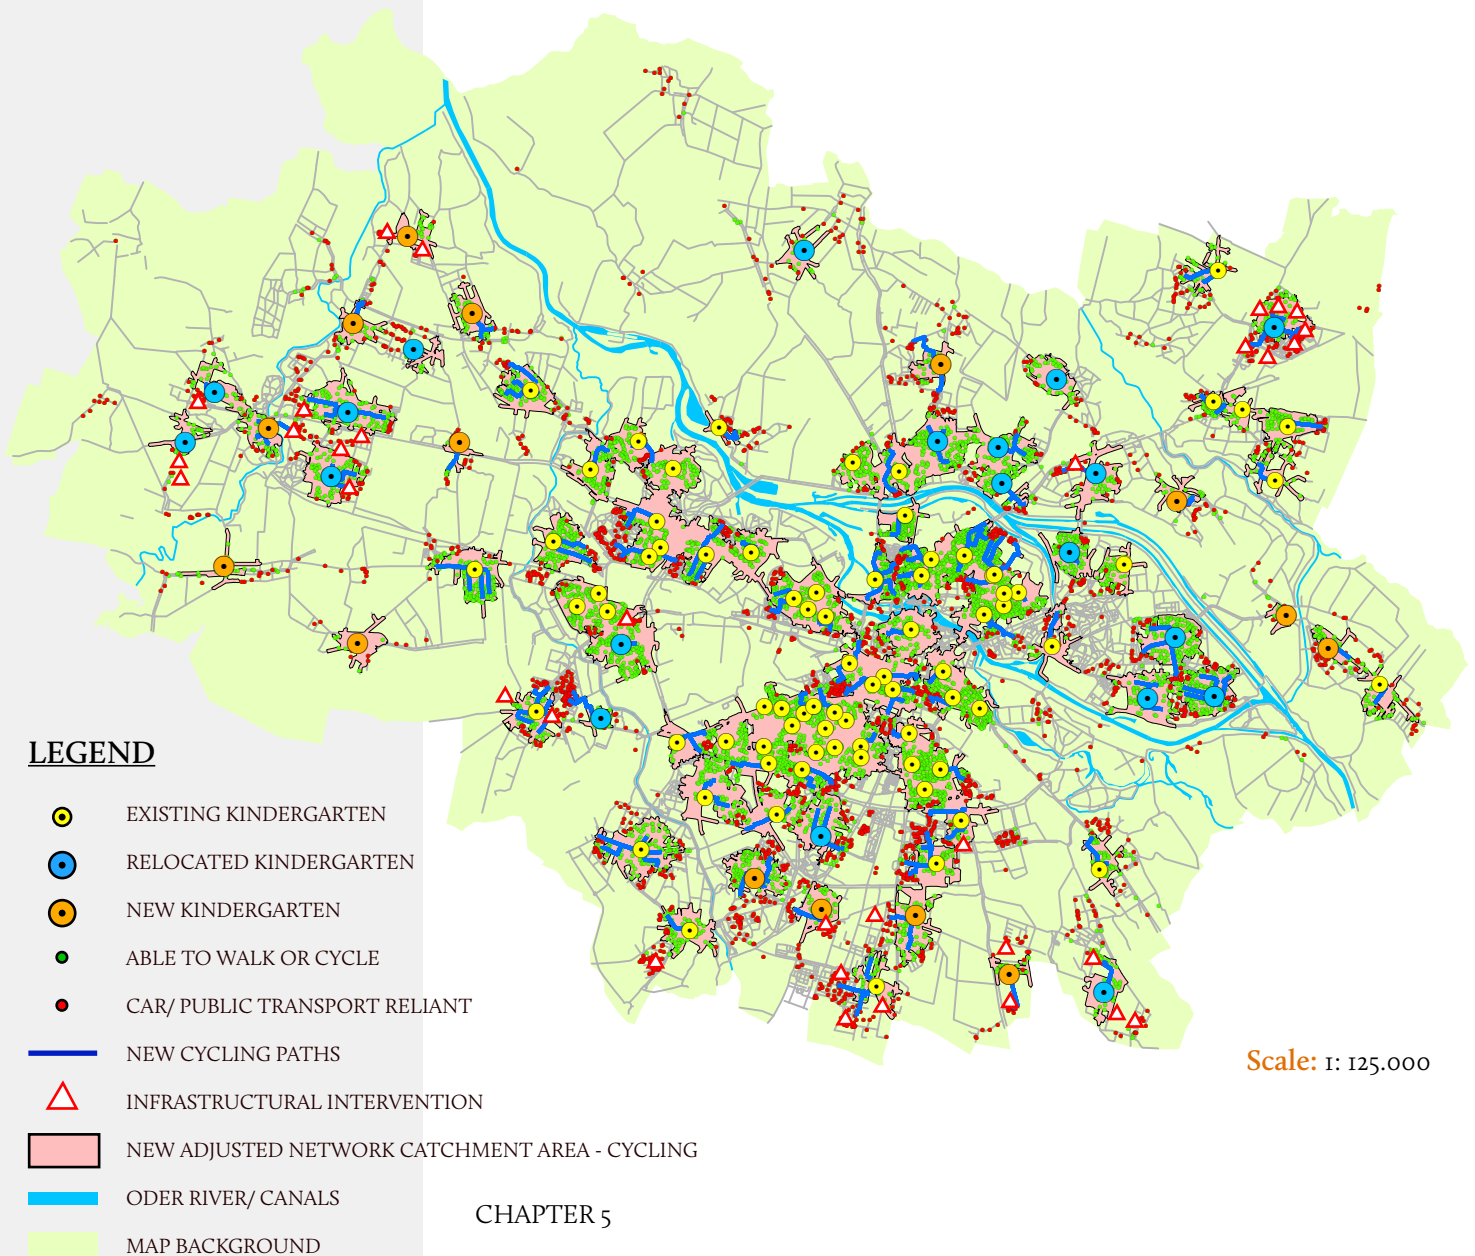 LEGEND
EXISTING KINDERGARTEN
RELOCATED KINDERGARTEN
NEW KINDERGARTEN
ABLE TO WALK OR CYCLE
CAR/ PUBLIC TRANSPORT RELIANT
NEW CYCLING PATHS
INFRASTRUCTURAL INTERVENTION
NEW ADJUSTED NETWORK CATCHMENT AREA - CYCLING
ODER RIVER/ CANALS
MAP BACKGROUND
Scale: 1: 125.000
CHAPTER 5